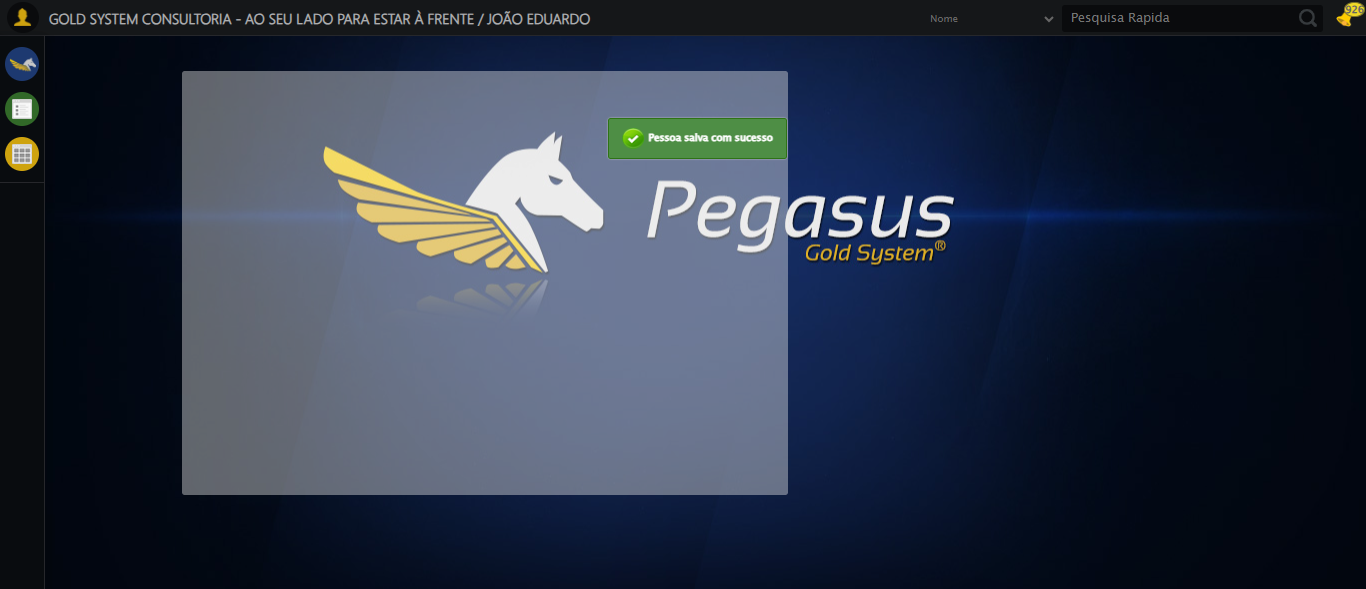 GOLD SYSTEM CONSULTORIA - AO SEU LADO PARA ESTAR À FRENTE / JOÃO EDUARDO
Nome
Pesquisa Rapida
926
Pessoa salva com sucesso
Pegasus
Gold System®